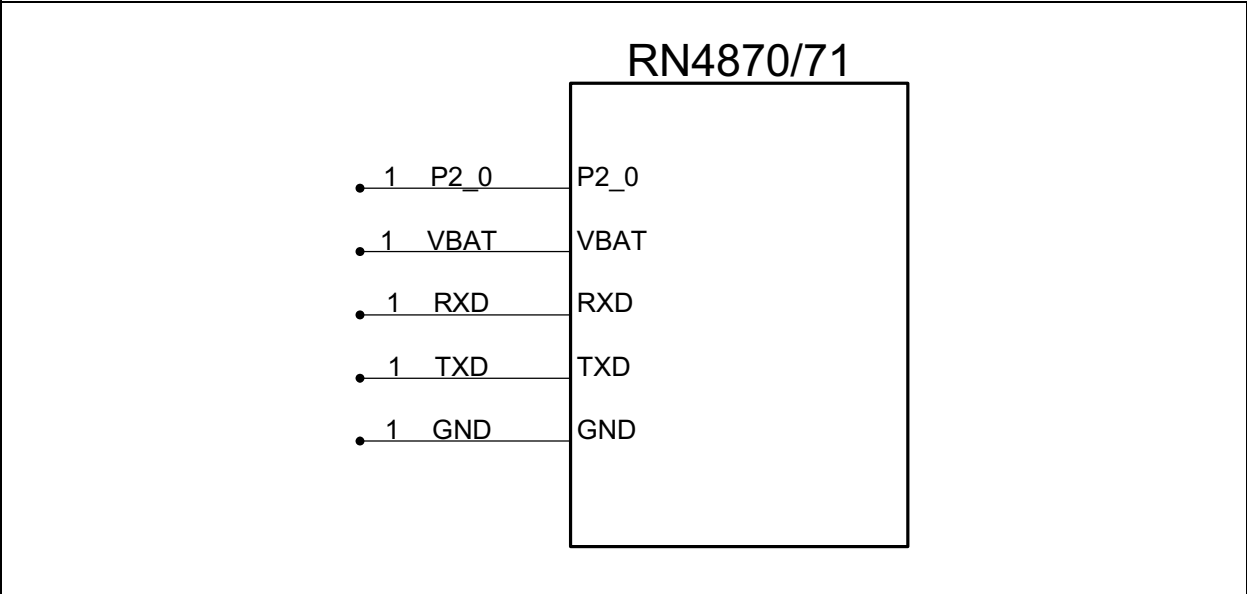 RN4870/71
1 P2_0 P2_0
1 VBAT VBAT
1 RXD RXD
1 TXD TXD
1 GND GND